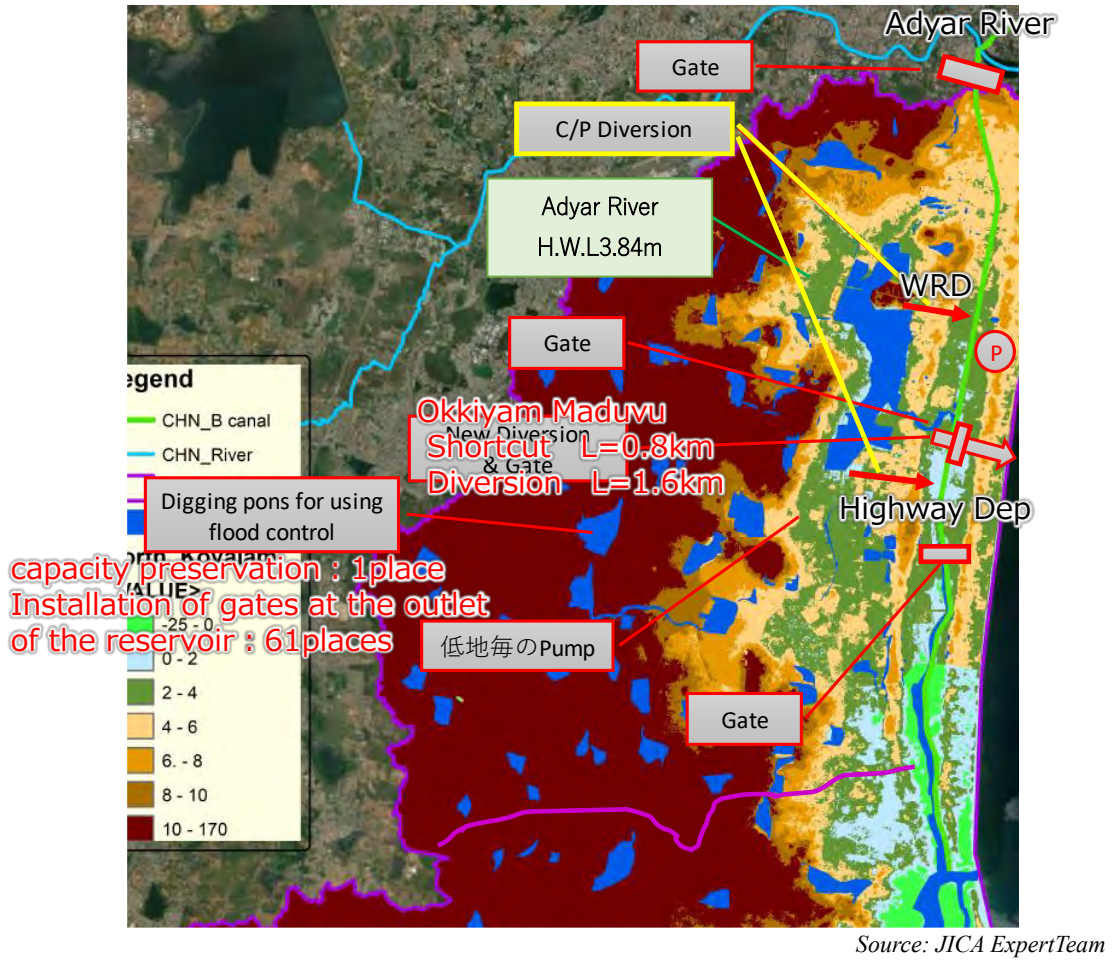 Adyar River
Gate
C/P Diversion
Adyar River
H.W.L3.84m
WRD
P
Gate
egend
CHN_B canal
CHN_River
Okkiyam Maduvu
Shortcut L=0.8km
Diversion L=1.6km
New Diversion
& Gate
Highway Dep
Digging pons for using
flood control
orth_Kovalam
VALUE>
capacity preservation : 1place
Installation of gates at the outlet
of the reservoir : 61places
-25 - 0
0 - 2
2 - 4
4 - 6
6. - 8
8 - 10
10 - 170
低地毎のPump
Gate
Source: JICA ExpertTeam